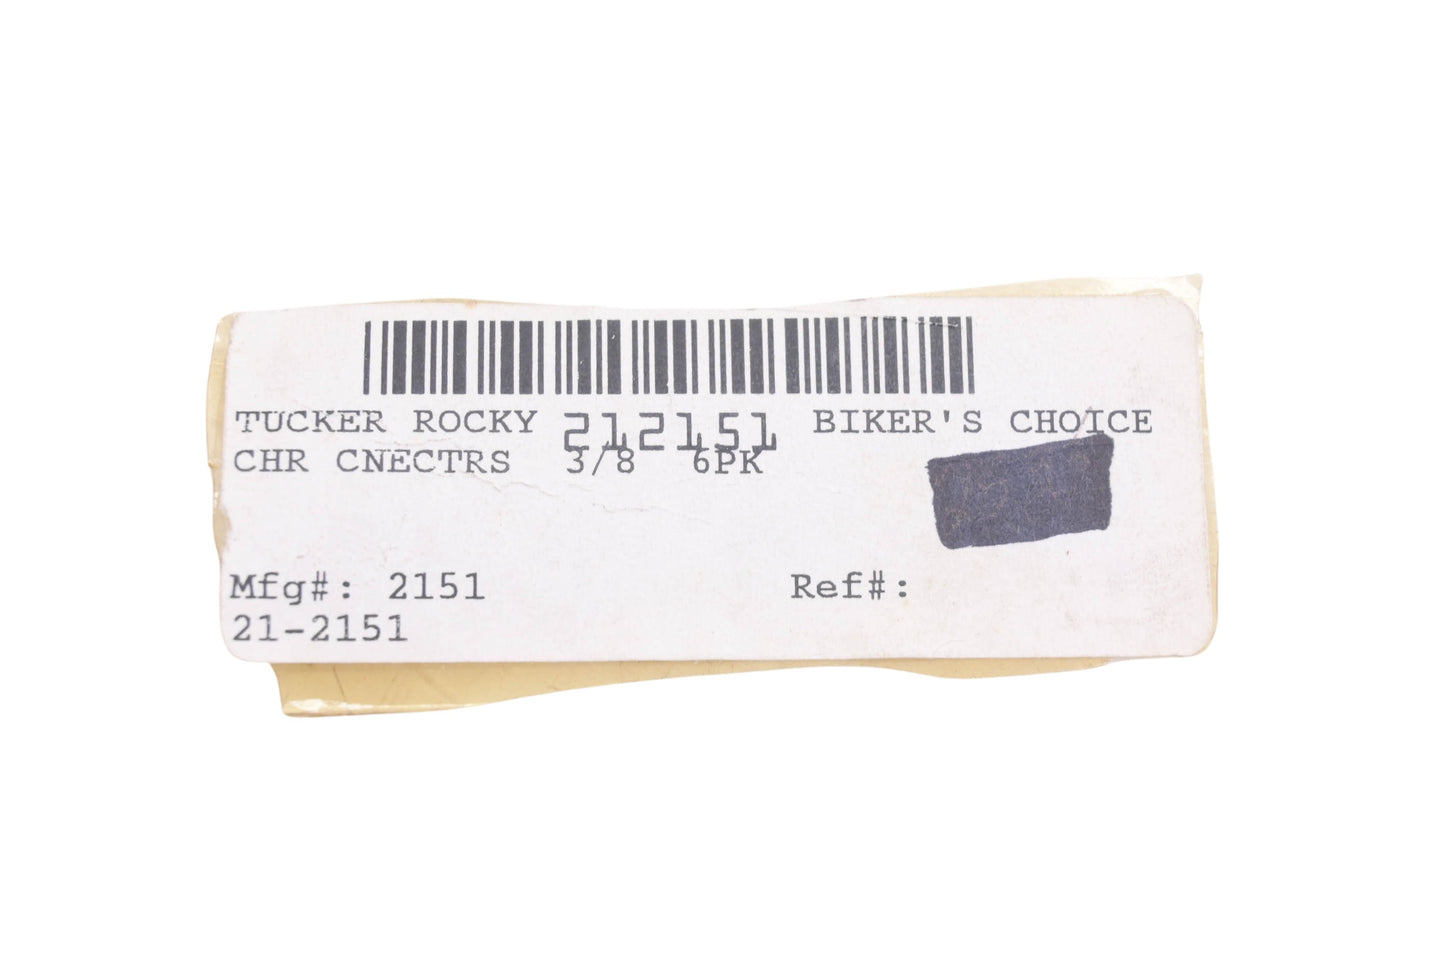 TUCKER ROCKY 212151 BIKER'S CHOICE
CHR CNECTRS 3/8 6PK
Mfg#: 2151 Ref#:
21-2151